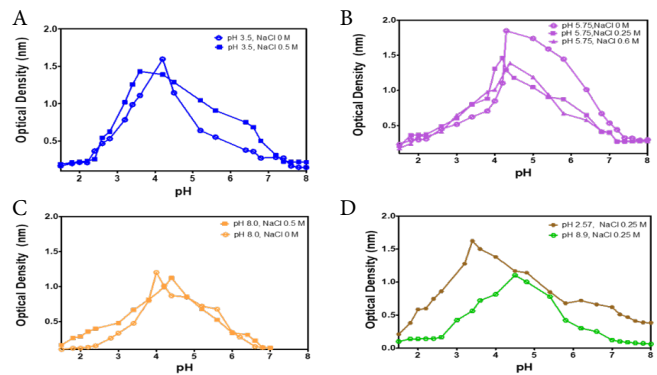 A
pH 3.5, NaCl 0 M
pH 3.5, NaCl 0.5 M
Optical Density (nm)
2.0
1.5
1.0
0.5
2 3 4 5 6 7 8
pH
B
pH 5.75,NaCl 0 M
pH 5.75,NaCl 0.25 M
pH 5.75, NaCl 0.6 M
Optical Density (nm)
2.0
1.5
1.0
0.5
2 3 4 5 6 7 8
pH
C
pH 8.0, NaCl 0.5 M
pH 8.0, NaCl 0 M
Optical Density (nm)
2.0
1.5
1.0
0.5
2 3 4 5 6 7 8
pH
D
pH 2.57, NaCl 0.25 M
pH 8.9, NaCl 0.25 M
Optical Density (nm)
2.0
1.5
1.0
0.5
2 3 4 5 6 7 8
pH